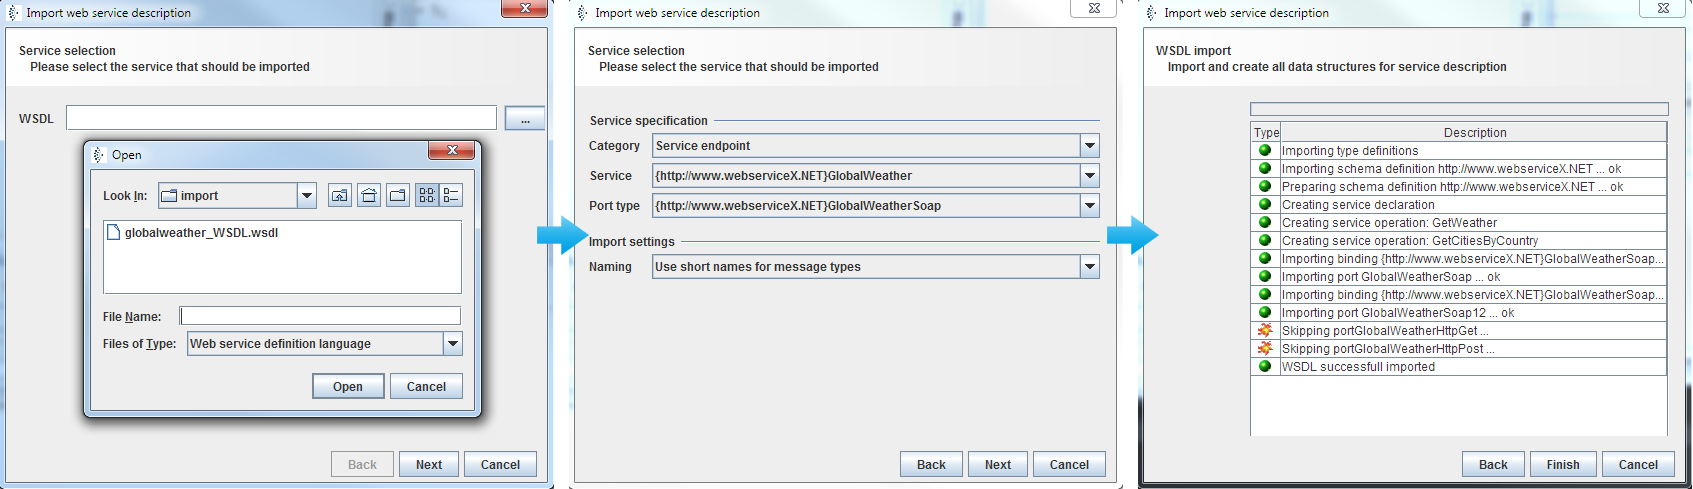 Import web service description
Service selection
Please select the service that should be imported
WSDL
...
Open
Look In: import
globalweather_WSDL.wsdl
File Name:
Files of Type: Web service definition language
Open Cancel
Back Next Cancel
Import web service description
Service selection
Please select the service that should be imported
Service specification
Category Service endpoint
Service {http://www.webserviceX.NET}GlobalWeather
Port type {http://www.webserviceX.NET}GlobalWeatherSoap
Import settings
Naming Use short names for message types
Back Next Cancel
Import web service description
WSDL import
Import and create all data structures for service description
Type Description
Importing type definitions
Importing schema definition http://www.webserviceX.NET ... ok
Preparing schema definition http://www.webserviceX.NET ... ok
Creating service declaration
Creating service operation: GetWeather
Creating service operation: GetCitiesByCountry
Importing binding {http://www.webserviceX.NET}GlobalWeatherSoap...
Importing port GlobalWeatherSoap ... ok
Importing binding {http://www.webserviceX.NET}GlobalWeatherSoap...
Importing port GlobalWeatherSoap12 ... ok
Skipping portGlobalWeatherHttpGet ...
Skipping portGlobalWeatherHttpPost ...
WSDL successfull imported
Back Finish Cancel